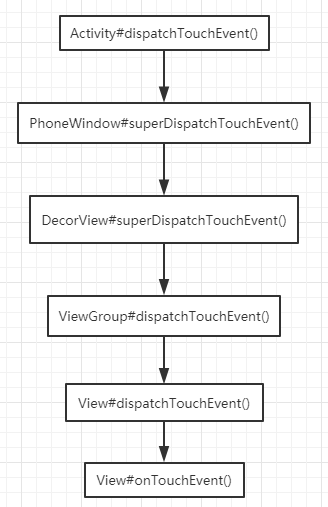 Activity#dispatchTouchEvent()
PhoneWindow#superDispatchTouchEvent()
DecorView#superDispatchTouchEvent()
ViewGroup#dispatchTouchEvent()
View#dispatchTouchEvent()
View#onTouchEvent()